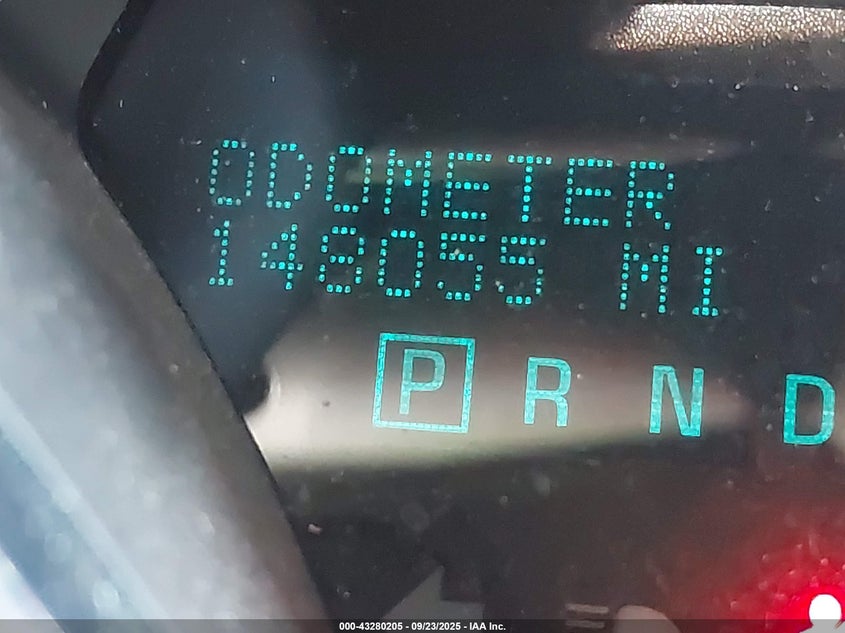 ODOMETER
148055 MI
P R N D
000-43280205 - 09/23/2025 - IAA Inc.